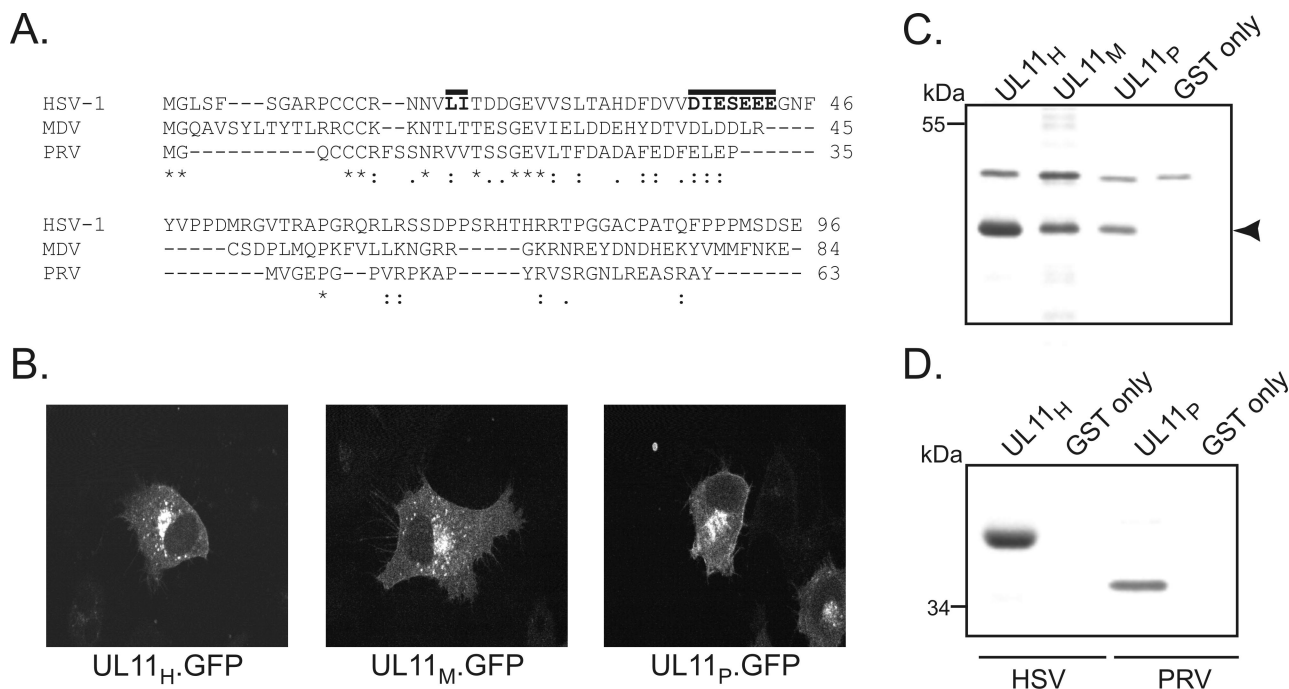 A.
HSV-1 MGLSF---SGARPCCCR--NNVLITDDGEVVSLTAHDFDVVDIESEEEGNF 46
MDV MGQAVSYLTYTLRRCCK--KNTLTTESGEVIELDDEHYDTVDLDDLR---- 45
PRV MG----------QCCCRFSSNRVVTSSGEVLTFDADAFEDFELEP------ 35
** **: .* :..***: : . :: .:::
HSV-1 YVPPDMRGVTRAPGRQRLRSSDPPSRHTHRRTPGGACPATQFPPPMSDSE 96
MDV -----CSDPLMQPKFVLLKNGRR-----GKRNREYDNDHEKYVMMFNKE- 84
PRV --------MVGEPG--PVRPKAP-----YRVSRGNLREASRAY------- 63
* :: : . :
B.
UL11H.GFP
UL11M.GFP
UL11P.GFP
C.
UL11H UL11M UL11P GST only
kDa
55
D.
UL11H GST only UL11P GST only
kDa
34
HSV PRV